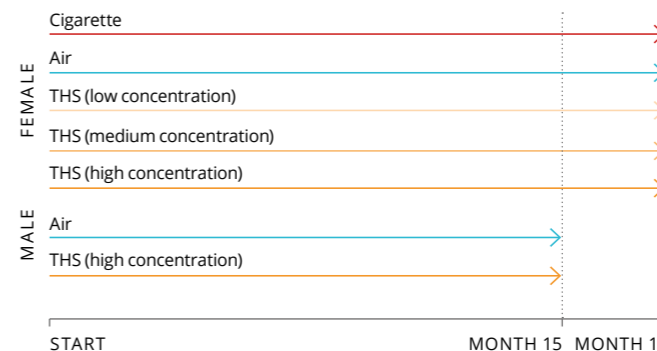 FEMALE
Cigarette
Air
THS (low concentration)
THS (medium concentration)
THS (high concentration)
MALE
Air
THS (high concentration)
START MONTH 15 MONTH 1